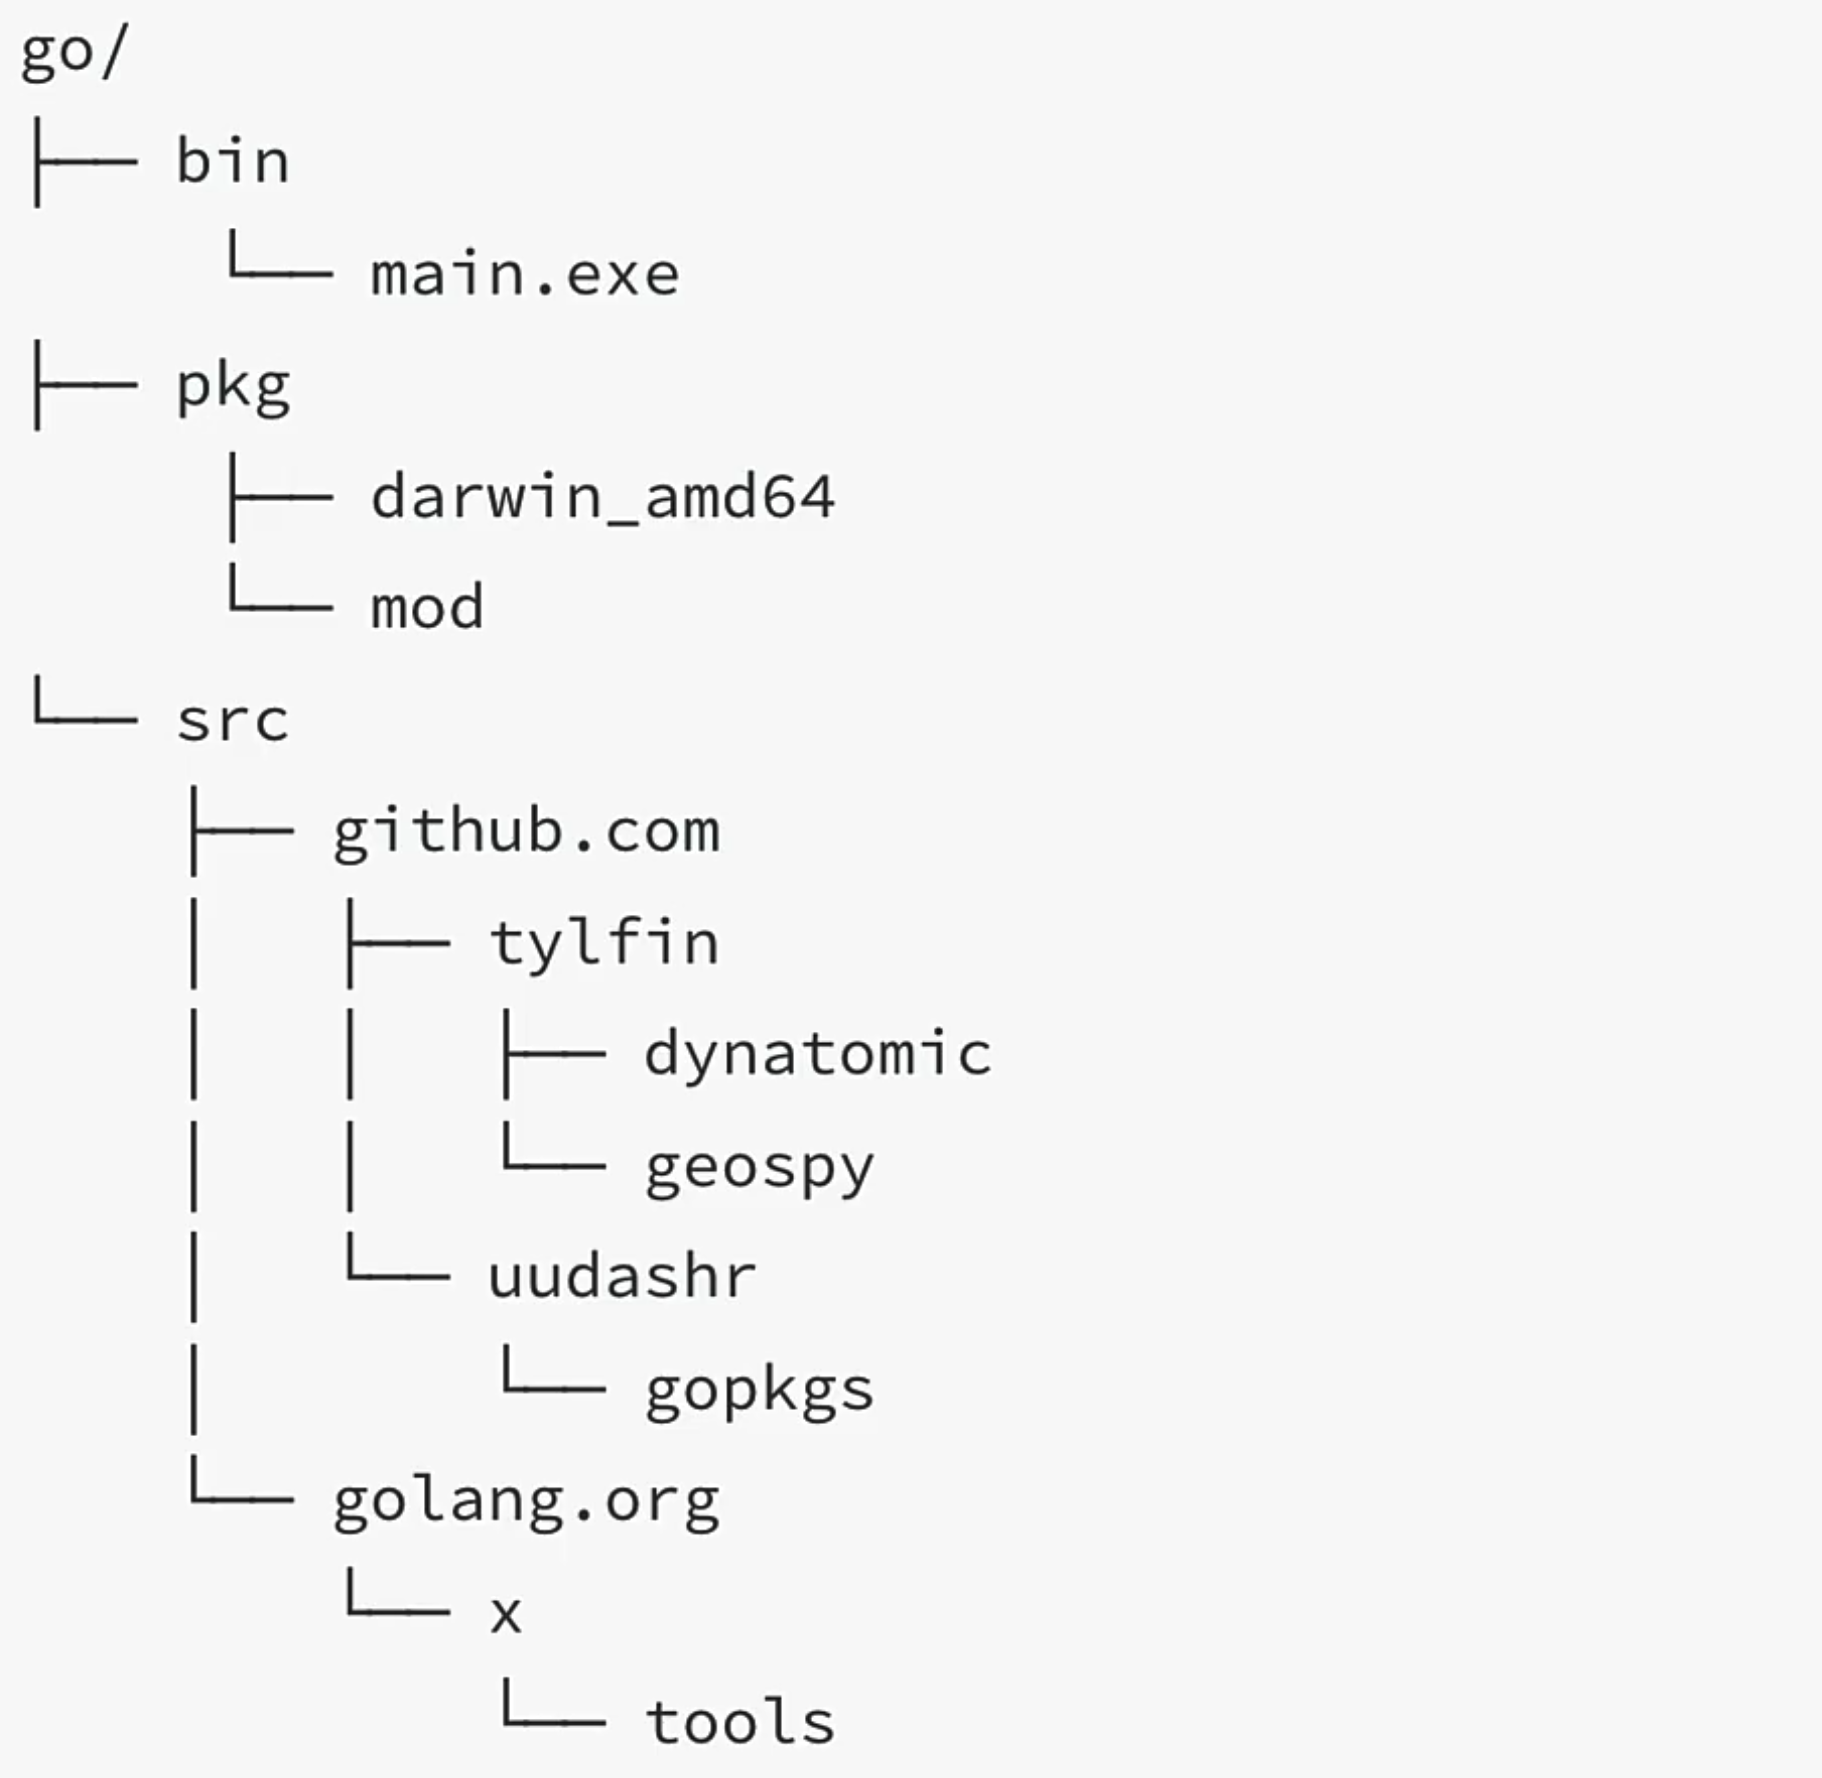 go/
├── bin
     └── main.exe
├── pkg
     ├── darwin_amd64
     └── mod
└── src
    ├── github.com
    │   ├── tylfin
    │   │   ├── dynatomic
    │   │   └── geospy
    │   └── uudashr
    │       └── gopkgs
    └── golang.org
        └── x
            └── tools